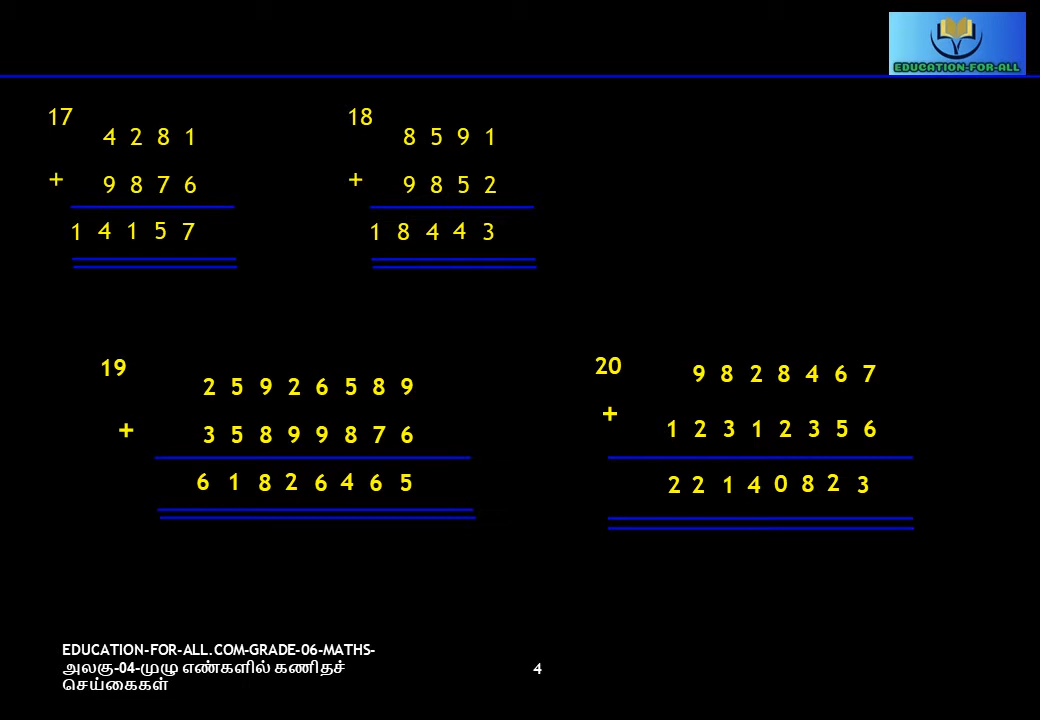 EDUCATION-FOR-ALL
17
4 2 8 1
+ 9 8 7 6
1 4 1 5 7
18
8 5 9 1
+ 9 8 5 2
1 8 4 4 3
19
2 5 9 2 6 5 8 9
+ 3 5 8 9 9 8 7 6
6 1 8 2 6 4 6 5
20
9 8 2 8 4 6 7
+ 1 2 3 1 2 3 5 6
2 2 1 4 0 8 2 3
EDUCATION-FOR-ALL.COM-GRADE-06-MATHS-
அலகு-04-முழு எண்களில் கணிதச்
செய்கைகள்
4